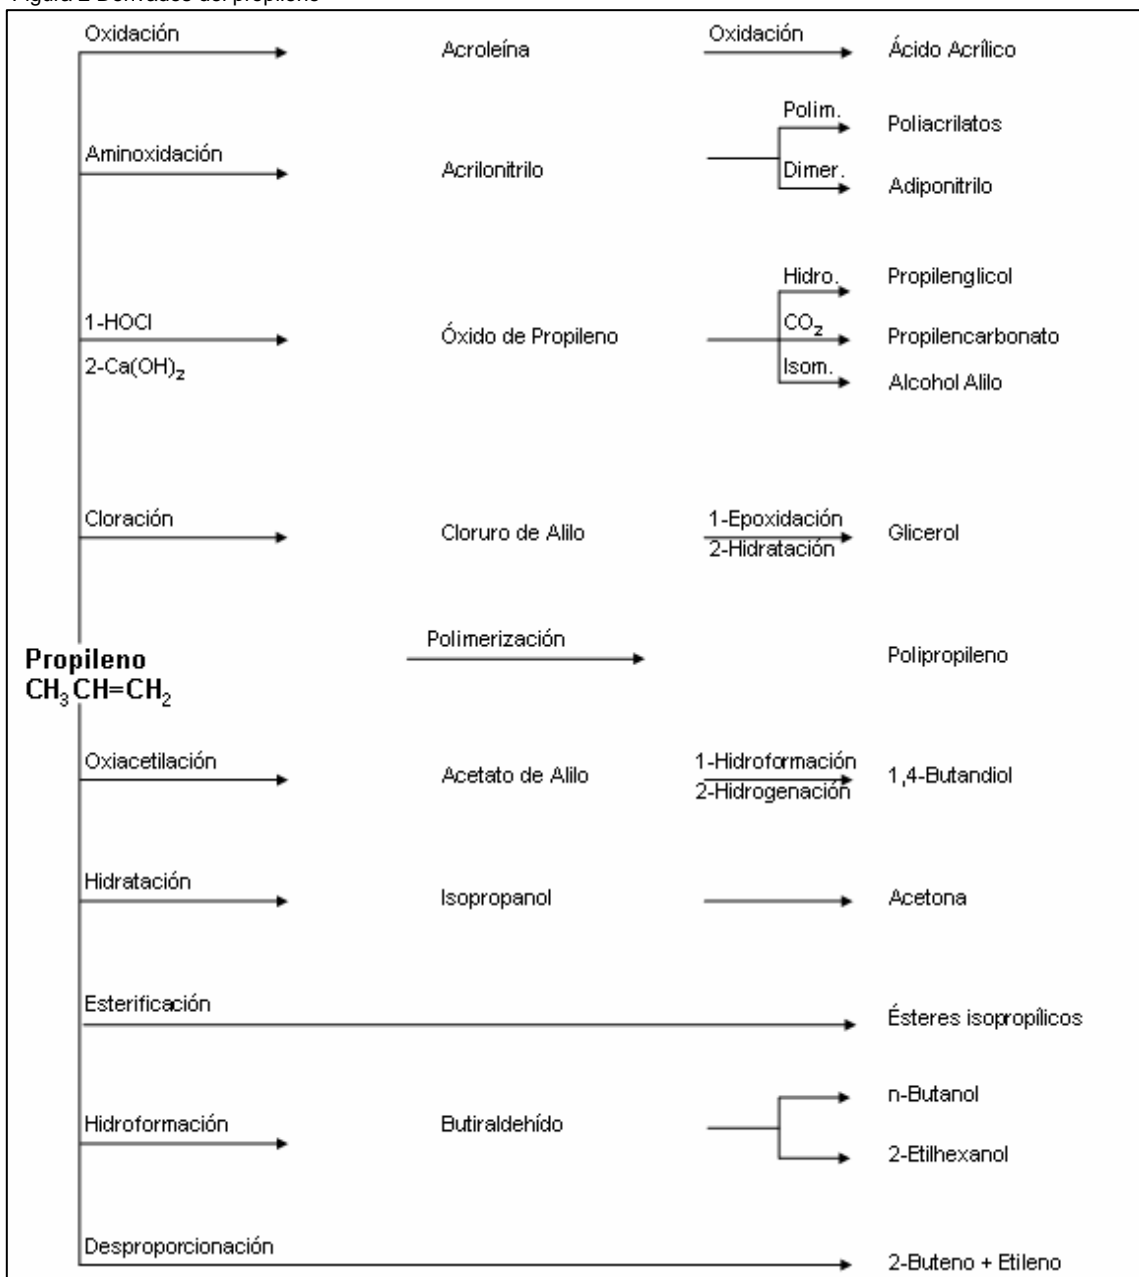 Figura 2 Derivados del propileno
Oxidación Acroleína Oxidación Ácido Acrílico
Polim. Poliacrilatos
Aminoxidación Acrilonitrilo
Dimer. Adiponitrilo
Hidro. Propilenglicol
1-HOCl Óxido de Propileno CO₂ Propilencarbonato
2-Ca(OH)₂ Isom. Alcohol Alilo
Cloración Cloruro de Alilo 1-Epoxidación Glicerol
2-Hidratación
Polimerización
Propileno Polipropileno
CH₃CH=CH₂
Oxiacetilación Acetato de Alilo 1-Hidroformación 1,4-Butandiol
2-Hidrogenación
Hidratación Isopropanol Acetona
Esterificación Ésteres isopropílicos
n-Butanol
Hidroformación Butiraldehído
2-Etilhexanol
Desproporcionación 2-Buteno + Etileno